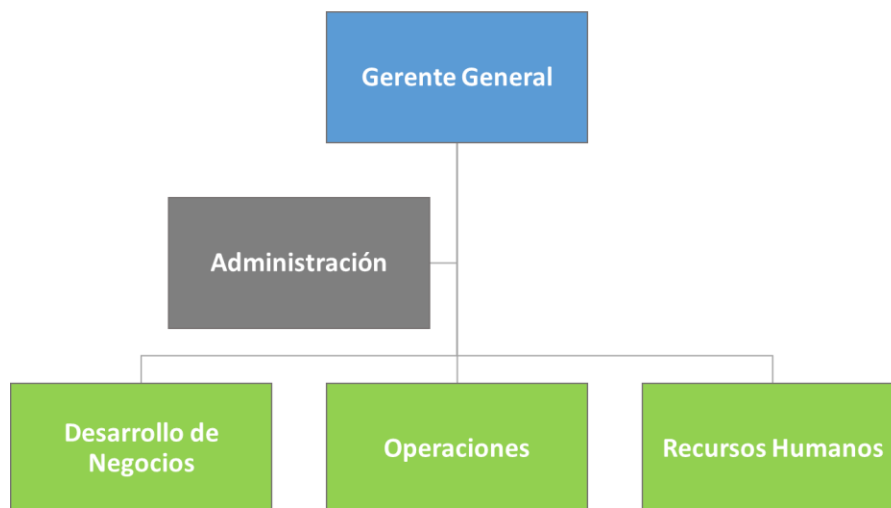 Gerente General
Administración
Desarrollo de
Negocios
Operaciones
Recursos Humanos